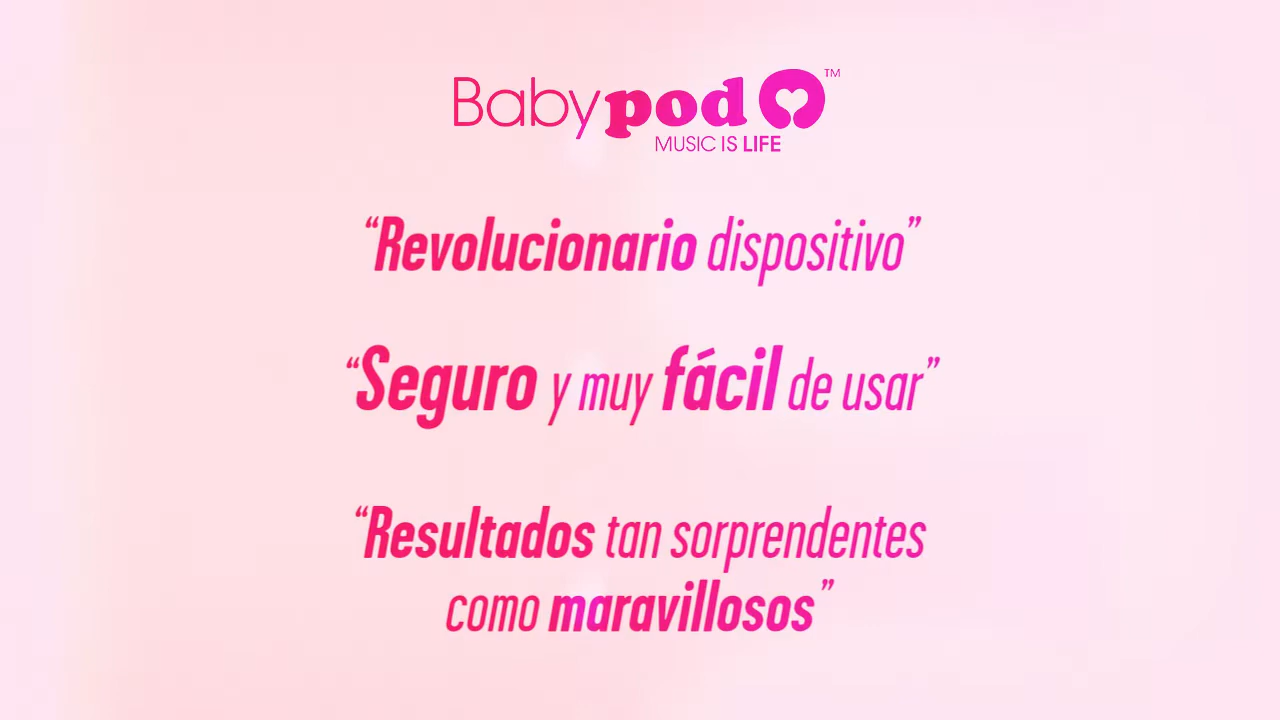 Babypod™
MUSIC IS LIFE
“Revolucionario dispositivo”
“Seguro y muy fácil de usar”
“Resultados tan sorprendentes
como maravillosos”